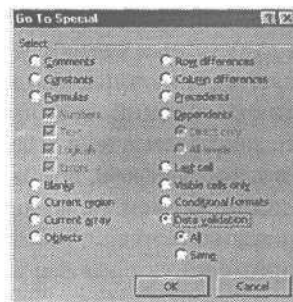 Go To Special
Select
Comments
Constants
Formulas
Numbers
Text
Logicals
Errors
Blanks
Current region
Current array
Objects
Row differences
Column differences
Precedents
Dependents
Direct only
All levels
Last cell
Visible cells only
Conditional formats
Data validation
All
Same
OK
Cancel